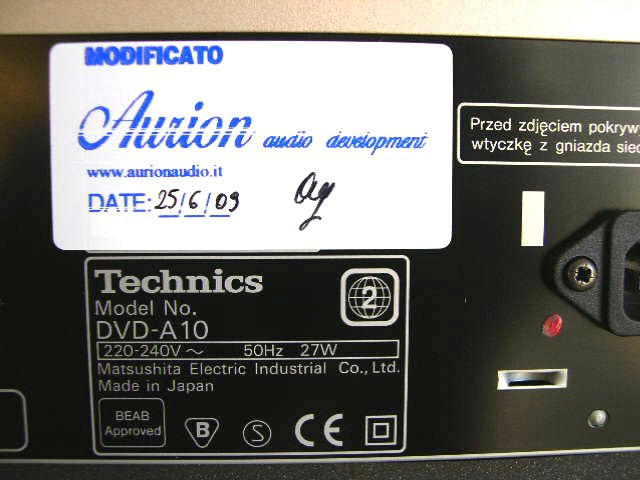 MODIFICATO
Aurion audio development
www.aurionaudio.it
DATE: 25/6/09
Przed zdjęciem pokryw
wtyczkę z gniazda siec
Technics
2
Model No.
DVD-A10
220-240V ~ 50Hz 27W
Matsushita Electric Industrial Co., Ltd.
Made in Japan
BEAB
Approved
B
S
CE